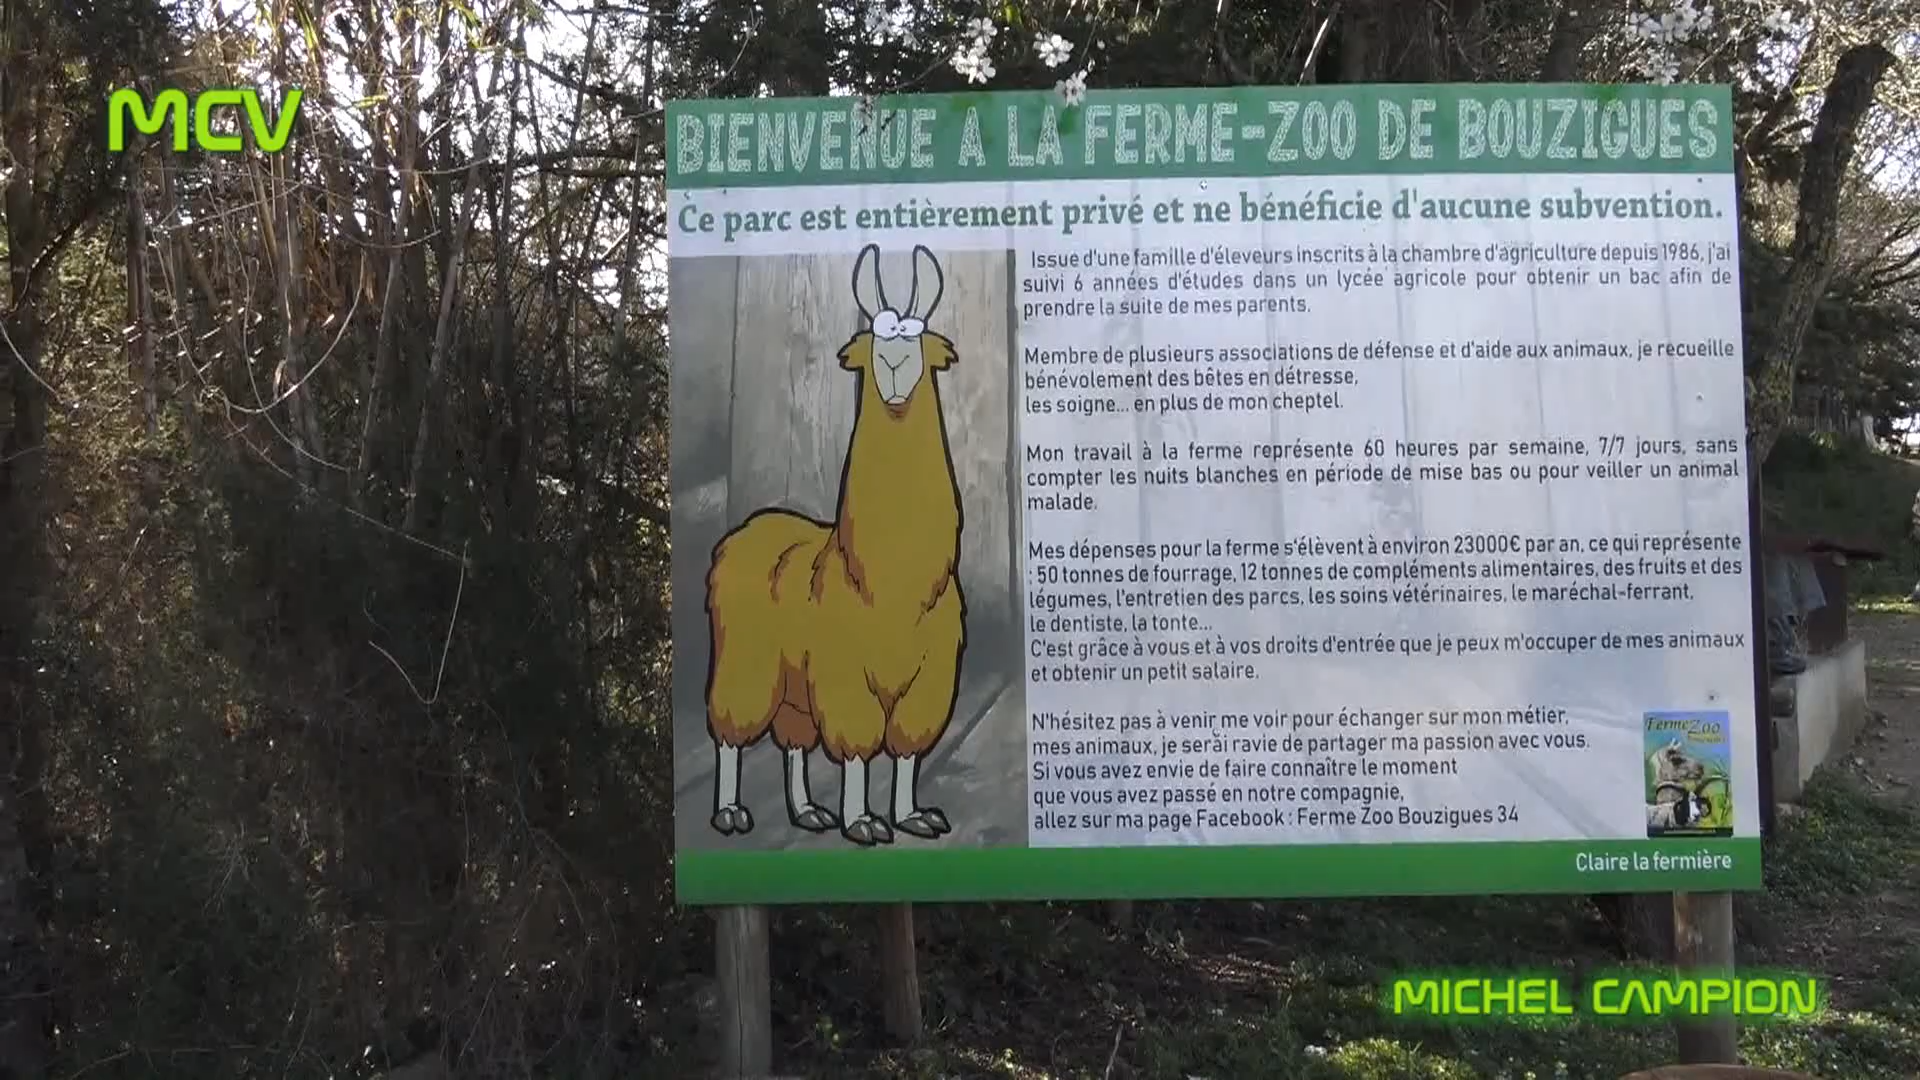 MCV
BIENVENUE A LA FERME-ZOO DE BOUZIGUES
Ce parc est entièrement privé et ne bénéficie d'aucune subvention.
Issue d'une famille d'éleveurs inscrits à la chambre d'agriculture depuis 1986, j'ai
suivi 6 années d'études dans un lycée agricole pour obtenir un bac afin de
prendre la suite de mes parents.
Membre de plusieurs associations de défense et d'aide aux animaux, je recueille
bénévolement des bêtes en détresse,
les soigne... en plus de mon cheptel.
Mon travail à la ferme représente 60 heures par semaine, 7/7 jours, sans
compter les nuits blanches en période de mise bas ou pour veiller un animal
malade.
Mes dépenses pour la ferme s'élèvent à environ 23000€ par an, ce qui représente
: 50 tonnes de fourrage, 12 tonnes de compléments alimentaires, des fruits et des
légumes, l'entretien des parcs, les soins vétérinaires, le maréchal-ferrant,
le dentiste, la tonte...
C'est grâce à vous et à vos droits d'entrée que je peux m'occuper de mes animaux
et obtenir un petit salaire.
N'hésitez pas à venir me voir pour échanger sur mon métier,
mes animaux, je serai ravie de partager ma passion avec vous.
Si vous avez envie de faire connaître le moment
que vous avez passé en notre compagnie,
allez sur ma page Facebook : Ferme Zoo Bouzigues 34
Ferme Zoo
Claire la fermière
MICHEL CAMPION